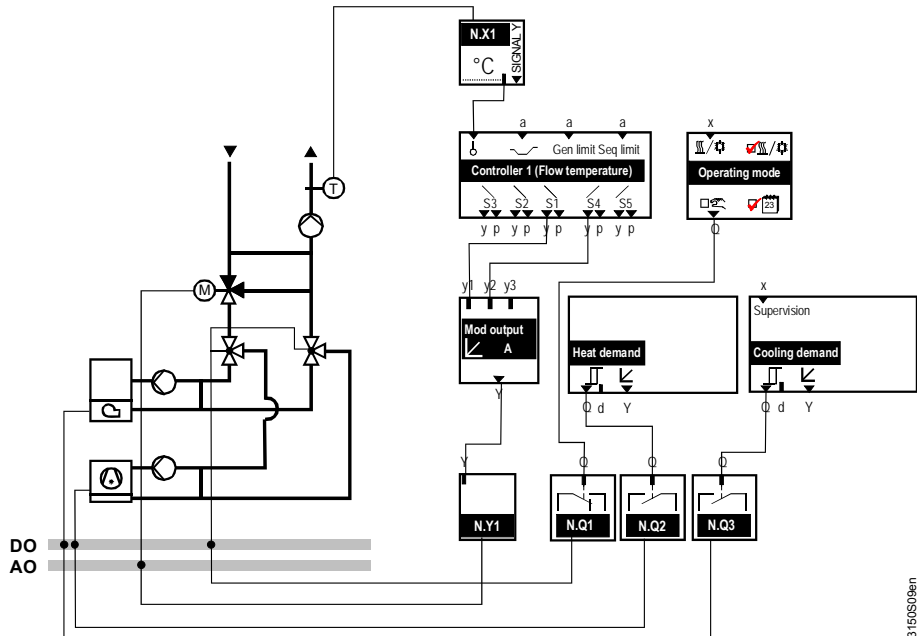 N.X1
SIGNAL Y
°C
a a a x
Gen limit Seq limit
Controller 1 (Flow temperature)
Operating mode
T
S3 S2 S1 S4 S5
23
y p y p y p y p y p
Q
M
y1 y2 y3
x
Supervision
Mod output
A
Heat demand
Cooling demand
Y
Q d Y
Q d Y
Y
Q Q Q
N.Y1
N.Q1
N.Q2
N.Q3
DO
AO
3150S09en